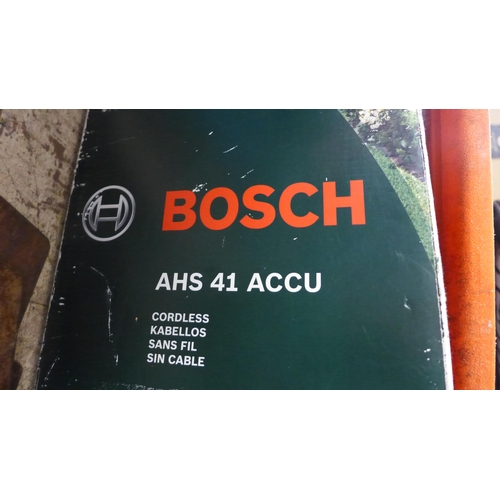 BOSCH
AHS 41 ACCU
CORDLESS
KABELLOS
SANS FIL
SIN CABLE